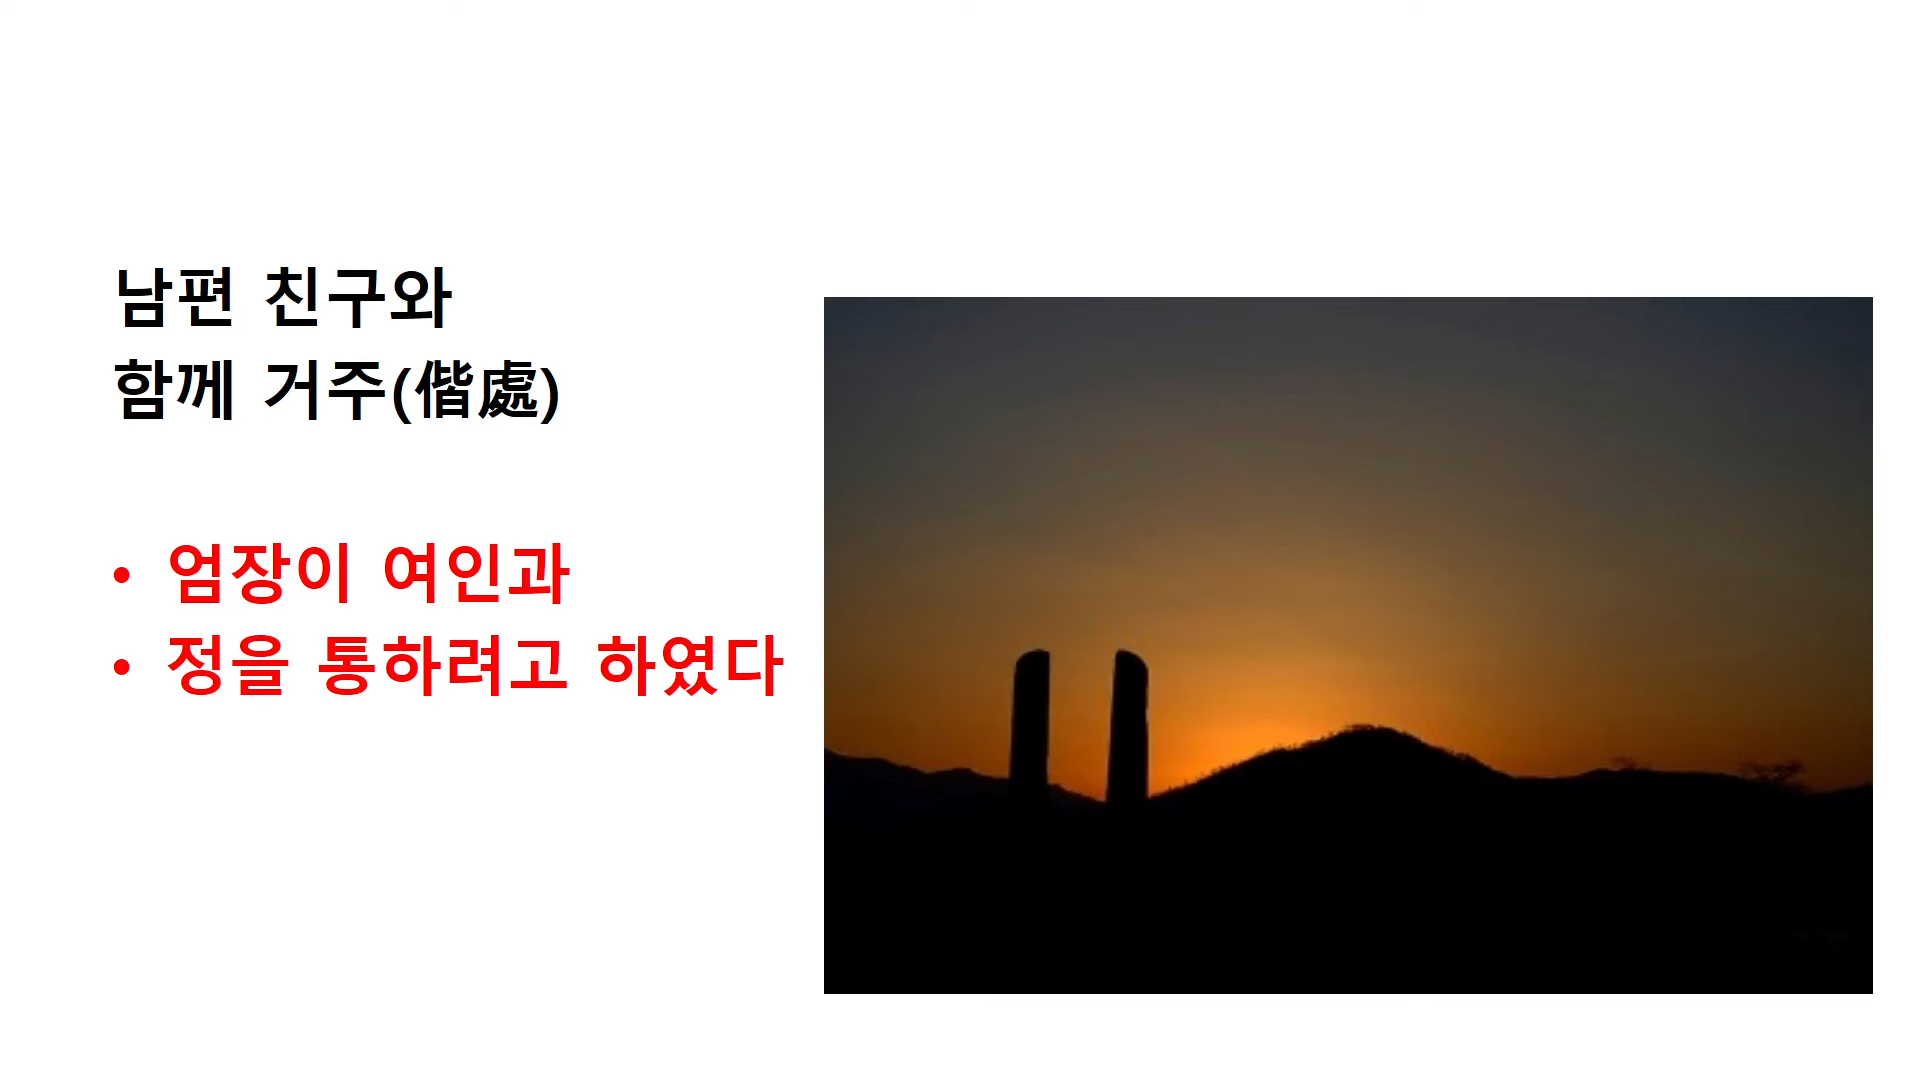 남편 친구와
함께 거주(偕處)
• 엄장이 여인과
• 정을 통하려고 하였다